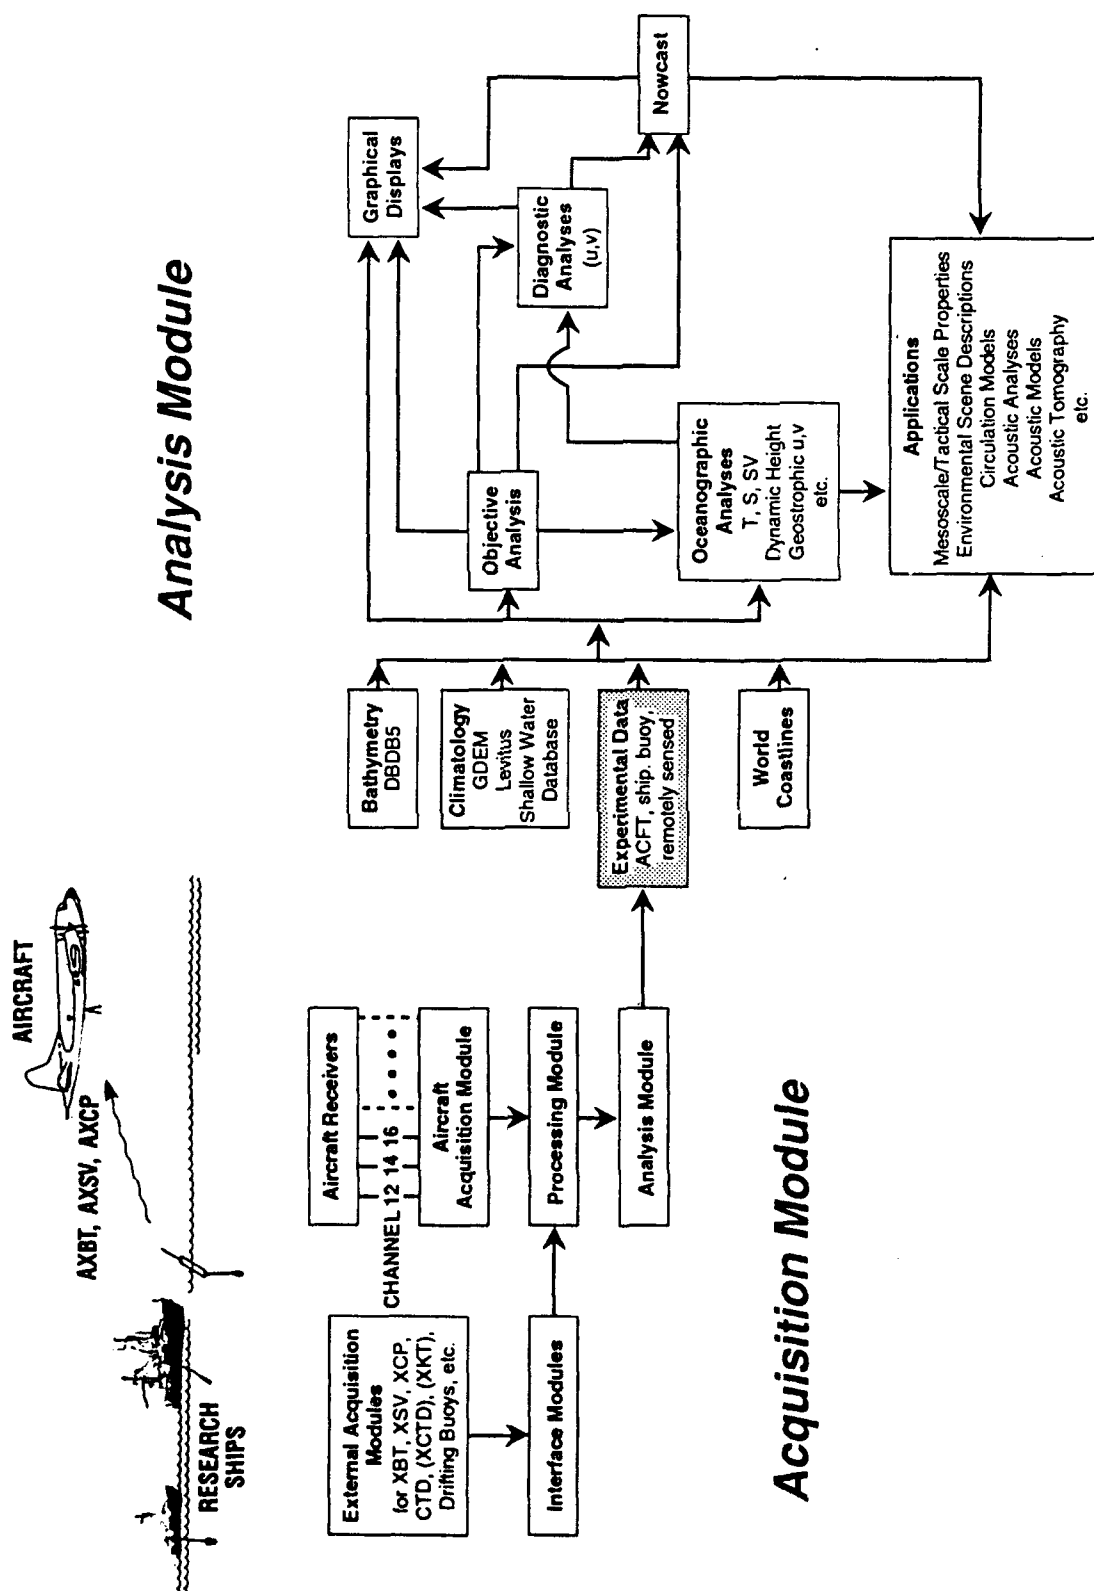 AIRCRAFT
AXBT, AXSV, AXCP
RESEARCH
SHIPS
External Acquisition
Modules
for XBT, XSV, XCP,
CTD, (XCTD), (XKT),
Drifting Buoys, etc.
Interface Modules
Aircraft Receivers
CHANNEL 12 14 16
Aircraft
Acquisition Module
Processing Module
Analysis Module
Acquisition Module
Analysis Module
Bathymetry
DBDB5
Climatology
GDEM
Levitus
Shallow Water
Database
Experimental Data
ACFT, ship. buoy,
remotely sensed
World
Coastlines
Objective
Analysis
Oceanographic
Analyses
T, S, SV
Dynamic Height
Geostrophic u,v
etc.
Graphical
Displays
Diagnostic
Analyses
(u,v)
Nowcast
Applications
Mesoscale/Tactical Scale Properties
Environmental Scene Descriptions
Circulation Models
Acoustic Analyses
Acoustic Models
Acoustic Tomography
etc.